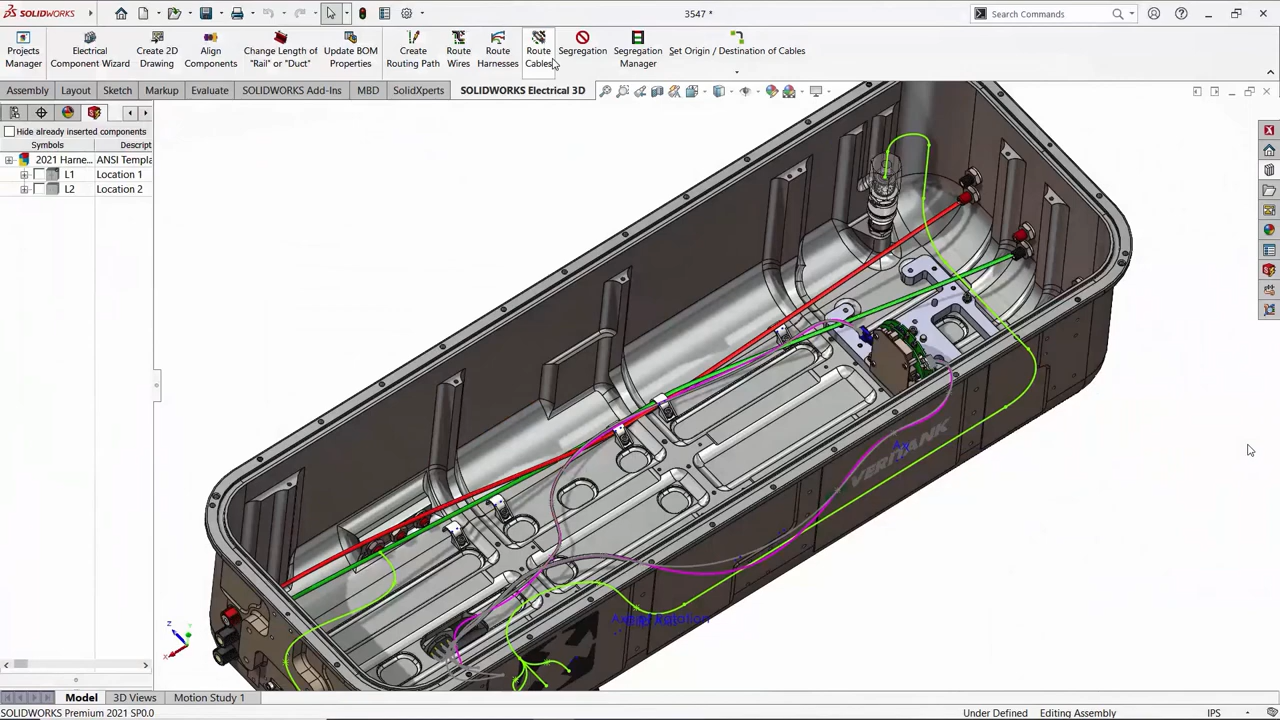 SOLIDWORKS
3547 *
Search Commands
Projects Manager
Electrical Component Wizard
Create 2D Drawing
Align Components
Change Length of "Rail" or "Duct"
Update BOM Properties
Create Routing Path
Route Wires
Route Harnesses
Route Cables
Segregation
Segregation Manager
Set Origin / Destination of Cables
Assembly
Layout
Sketch
Markup
Evaluate
SOLIDWORKS Add-Ins
MBD
SolidXperts
SOLIDWORKS Electrical 3D
Hide already inserted components
Symbols Descript
2021 Harne... ANSI Templa
L1 Location 1
L2 Location 2
VERITANK
z
x
Model
3D Views
Motion Study 1
SOLIDWORKS Premium 2021 SP0.0
Under Defined
Editing Assembly
IPS